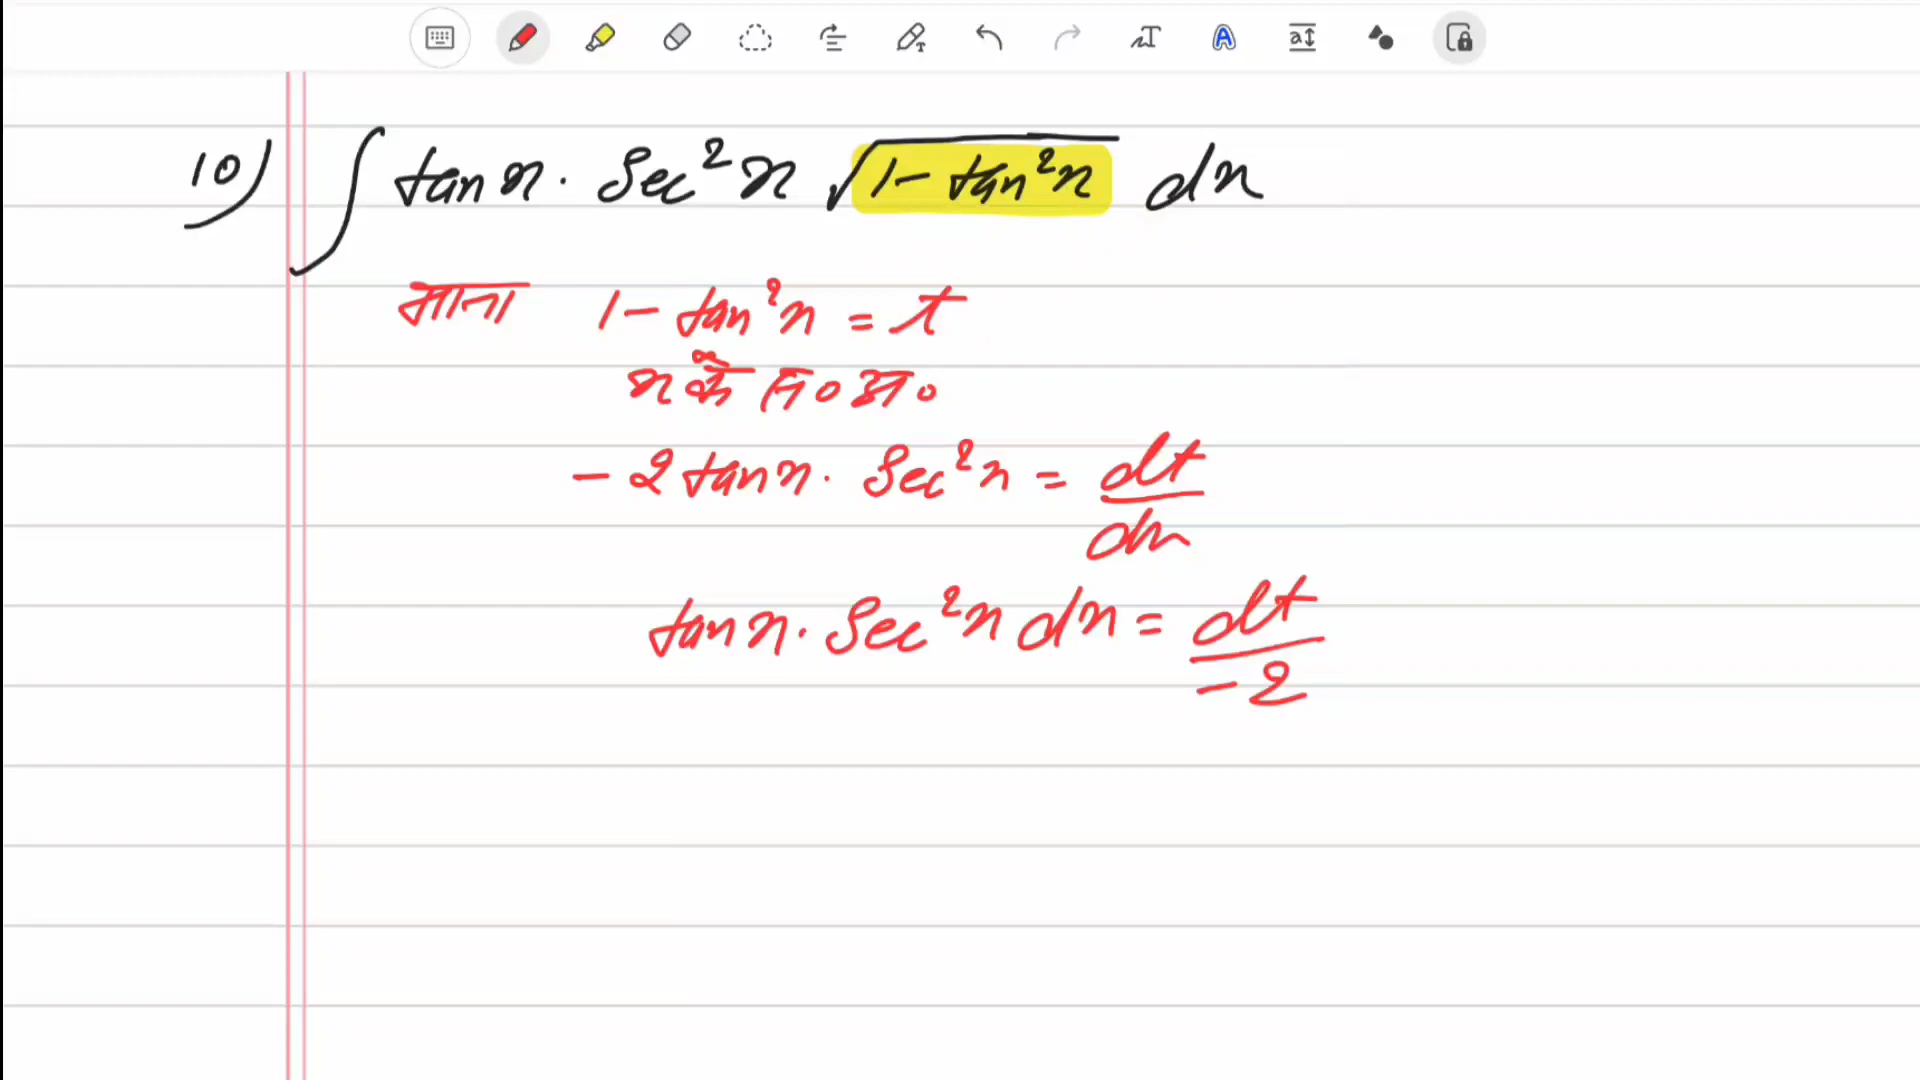 10) ∫ tan x · Sec²x √(1 - tan²x) dx
माना 1 - tan²x = t
x के सा० अ०
- 2 tan x · Sec²x = dt/dx
tan x · Sec²x dx = dt/-2